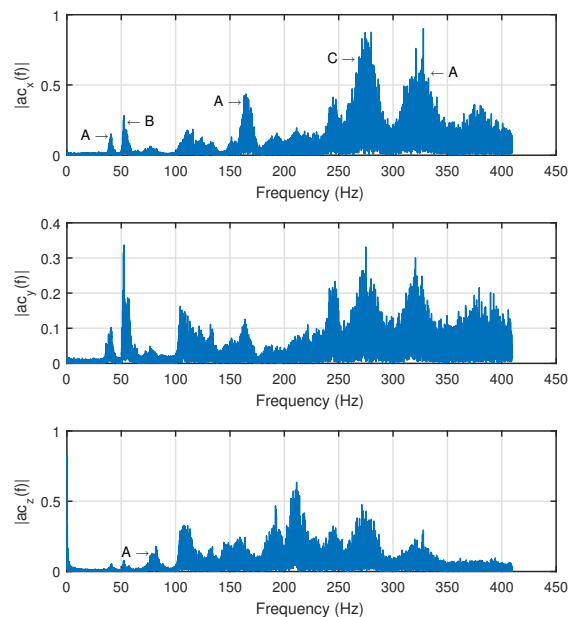 1
0.5
0
|ac_x(f)|
A →
← B
A →
C →
← A
0 50 100 150 200 250 300 350 400 450
Frequency (Hz)
0.4
0.3
0.2
0.1
0
|ac_y(f)|
0 50 100 150 200 250 300 350 400 450
Frequency (Hz)
1
0.5
0
|ac_z(f)|
A →
0 50 100 150 200 250 300 350 400 450
Frequency (Hz)